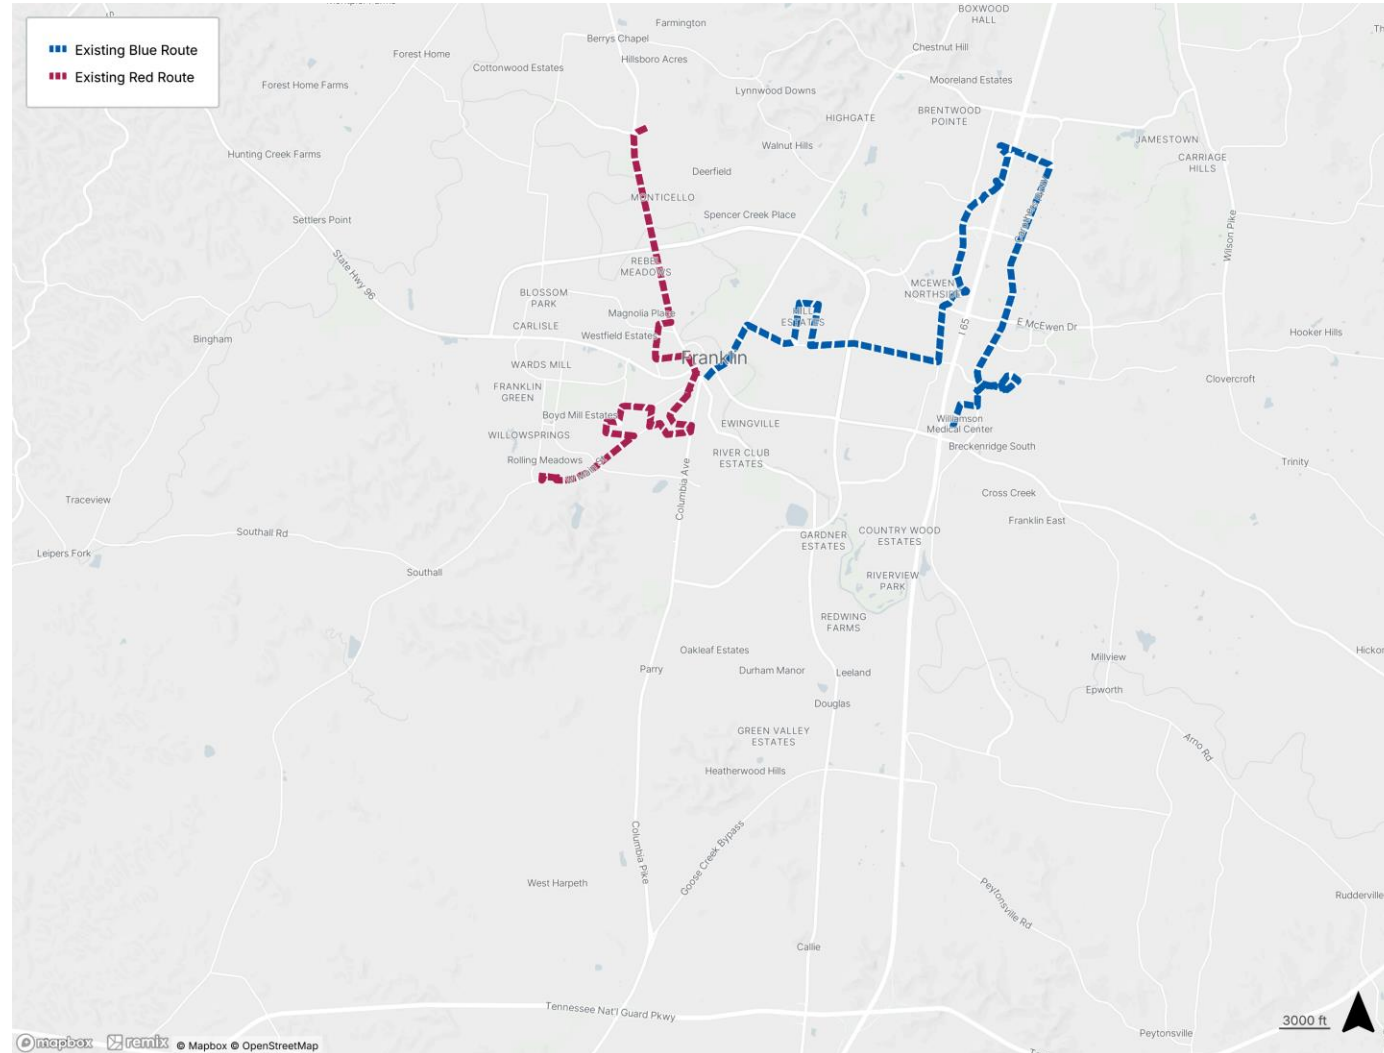 Existing Blue Route
Existing Red Route
BOXWOOD
HALL
Farmington
Berrys Chapel
Forest Home
Chestnut Hill
Hillsboro Acres
Cottonwood Estates
Mooreland Estates
Forest Home Farms
Lynnwood Downs
BRENTWOOD
POINTE
HIGHGATE
JAMESTOWN
Walnut Hills
Hunting Creek Farms
CARRIAGE
HILLS
Deerfield
MONTICELLO
Spencer Creek Place
Settlers Point
Wilson Pike
State Hwy 96
MEADOWS
MCEWEN
NORTHSIDE
BLOSSOM
PARK
Magnolia Place
ESTATES
CARLISLE
I 65
E McEwen Dr
Hooker Hills
Bingham
Westfield Estates
Franklin
WARDS MILL
Clovercroft
FRANKLIN
GREEN
Boyd Mill Estates
EWINGVILLE
Williamson
Medical Center
WILLOWSPRINGS
Breckenridge South
Rolling Meadows
RIVER CLUB
ESTATES
Trinity
Columbia Ave
Traceview
Cross Creek
Franklin East
Southall Rd
GARDNER
ESTATES
COUNTRY WOOD
ESTATES
Leipers Fork
Southall
RIVERVIEW
PARK
REDWING
FARMS
Oakleaf Estates
Millview
Parry
Durham Manor
Leeland
Epworth
Douglas
GREEN VALLEY
ESTATES
Arno Rd
Heatherwood Hills
Columbia Pike
Goose Creek Bypass
West Harpeth
Peytonsville Rd
Rudderville
Callie
Tennessee Nat'l Guard Pkwy
3000 ft
Peytonsville
mapbox remix © Mapbox © OpenStreetMap